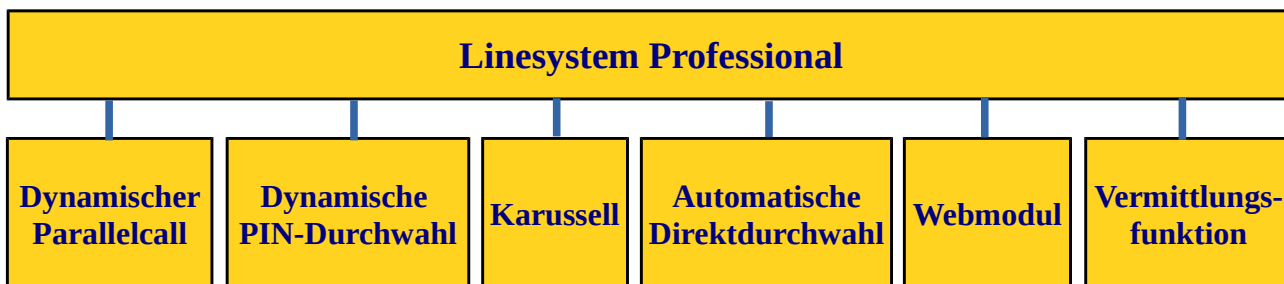 Linesystem Professional
Dynamischer
Parallelcall
Dynamische
PIN-Durchwahl
Karussell
Automatische
Direktdurchwahl
Webmodul
Vermittlungs-
funktion